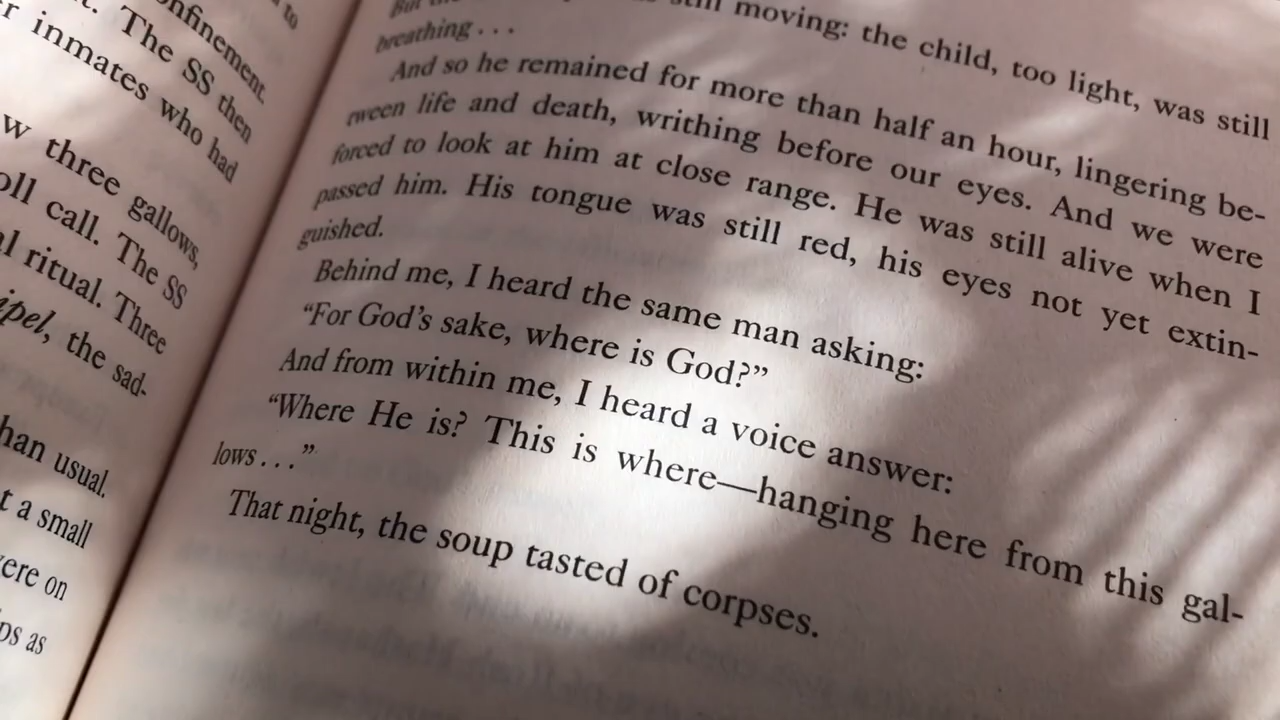 to
onfinement.
t. The SS then
r inmates who had
w three gallows,
oll call. The SS
al ritual. Three
ipel, the sad-
han usual.
t a small
ere on
ps as
still moving: the child, too light, was still
breathing . . .
And so he remained for more than half an hour, lingering be-
tween life and death, writhing before our eyes. And we were
forced to look at him at close range. He was still alive when I
passed him. His tongue was still red, his eyes not yet extin-
guished.
Behind me, I heard the same man asking:
“For God’s sake, where is God?”
And from within me, I heard a voice answer:
“Where He is? This is where—hanging here from this gal-
lows . . .”
That night, the soup tasted of corpses.